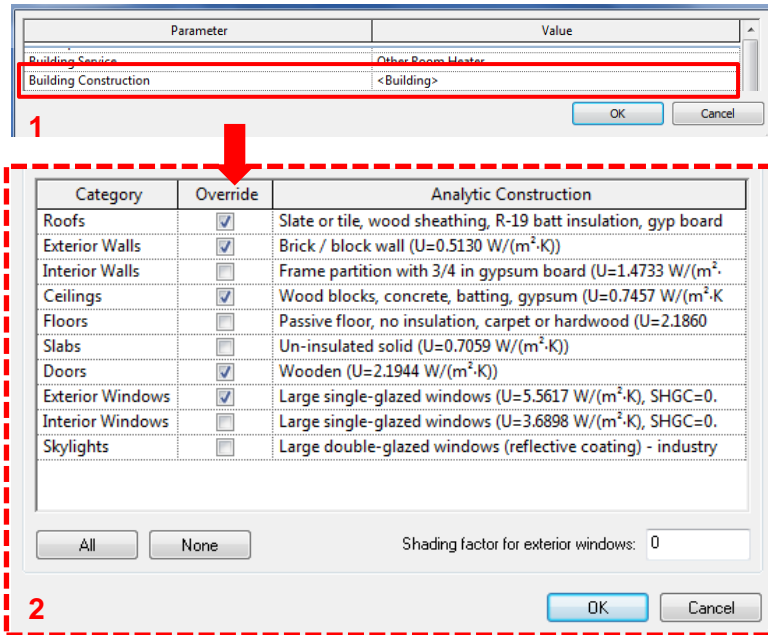 Parameter Value
Building Service Other Room Heater
Building Construction <Building>
OK Cancel
1
Category Override Analytic Construction
Roofs Slate or tile, wood sheathing, R-19 batt insulation, gyp board
Exterior Walls Brick / block wall (U=0.5130 W/(m²·K))
Interior Walls Frame partition with 3/4 in gypsum board (U=1.4733 W/(m²·
Ceilings Wood blocks, concrete, batting, gypsum (U=0.7457 W/(m²·K
Floors Passive floor, no insulation, carpet or hardwood (U=2.1860
Slabs Un-insulated solid (U=0.7059 W/(m²·K))
Doors Wooden (U=2.1944 W/(m²·K))
Exterior Windows Large single-glazed windows (U=5.5617 W/(m²·K), SHGC=0.
Interior Windows Large single-glazed windows (U=3.6898 W/(m²·K), SHGC=0.
Skylights Large double-glazed windows (reflective coating) - industry
All None Shading factor for exterior windows: 0
2 OK Cancel